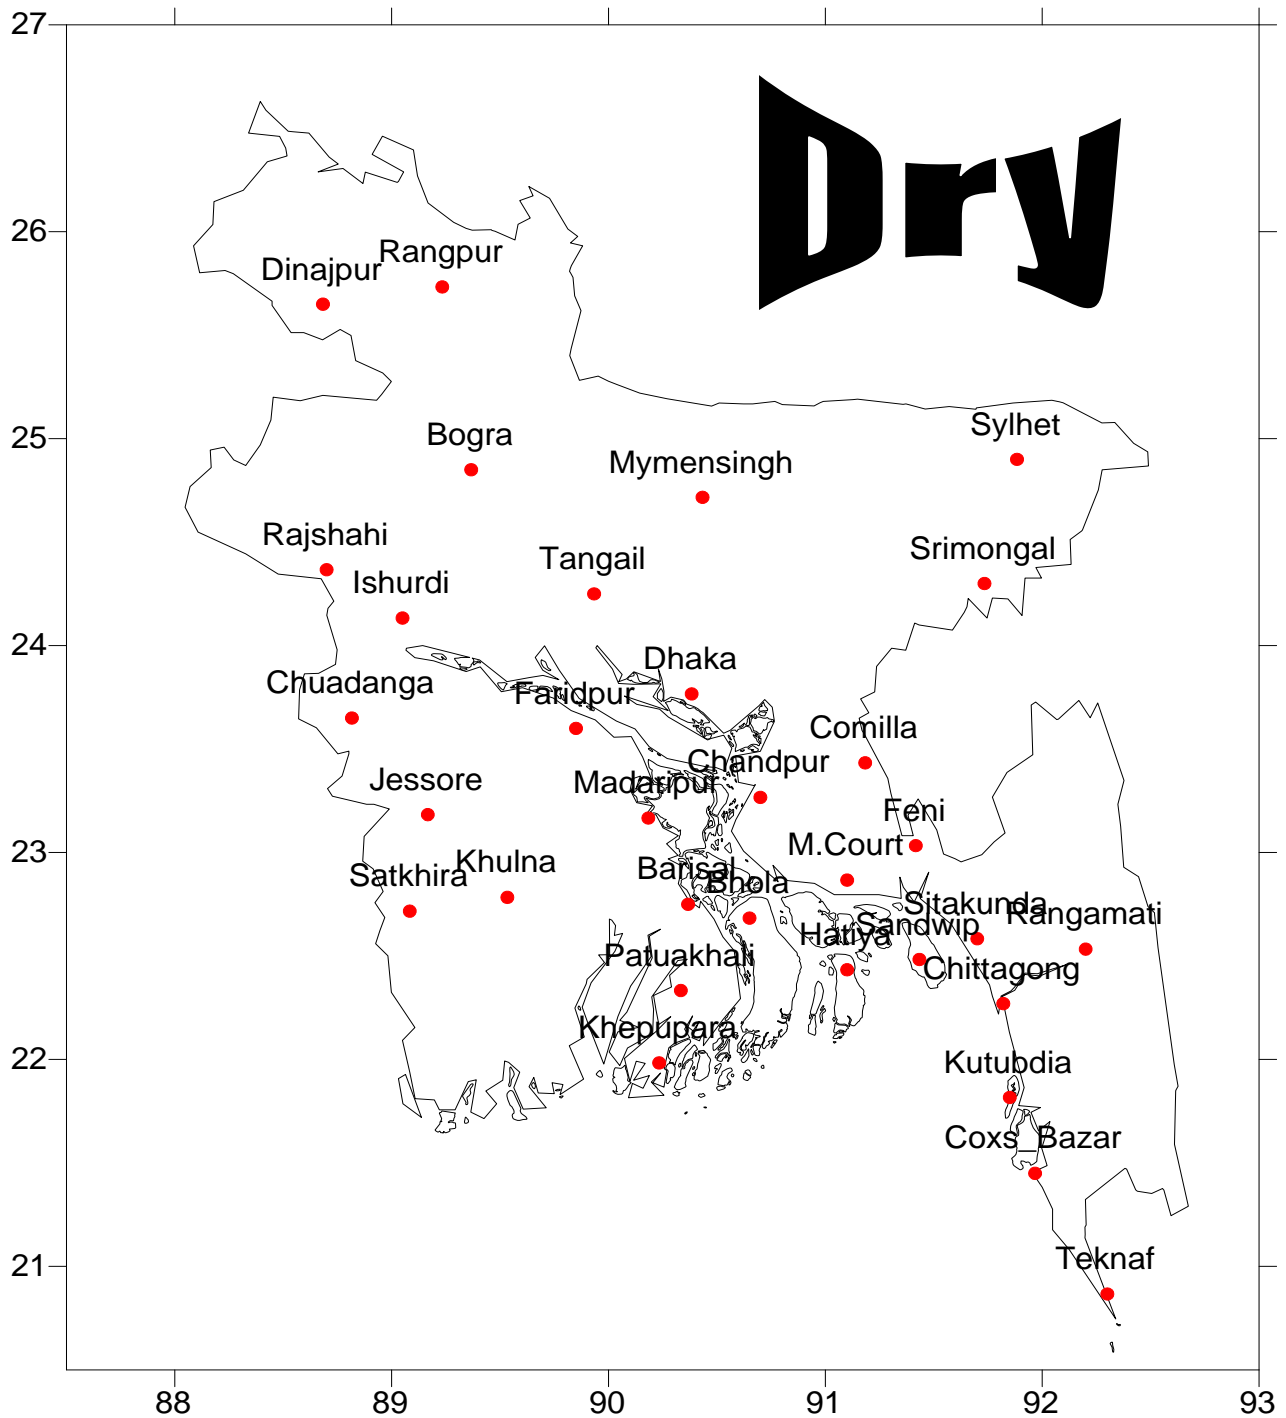 27
Dry
26
Rangpur
Dinajpur
25
Sylhet
Bogra
Mymensingh
Rajshahi
Srimongal
Tangail
Ishurdi
24
Dhaka
Chuadanga
Faridpur
Comilla
Chandpur
Jessore
Madaripur
Feni
23
M.Court
Khulna
Satkhira
Barisal
Bhola
Sitakunda
Rangamati
Sandwip
Hatiya
Patuakhali
Chittagong
Khepupara
22
Kutubdia
Coxs_Bazar
21
Teknaf
88 89 90 91 92 93